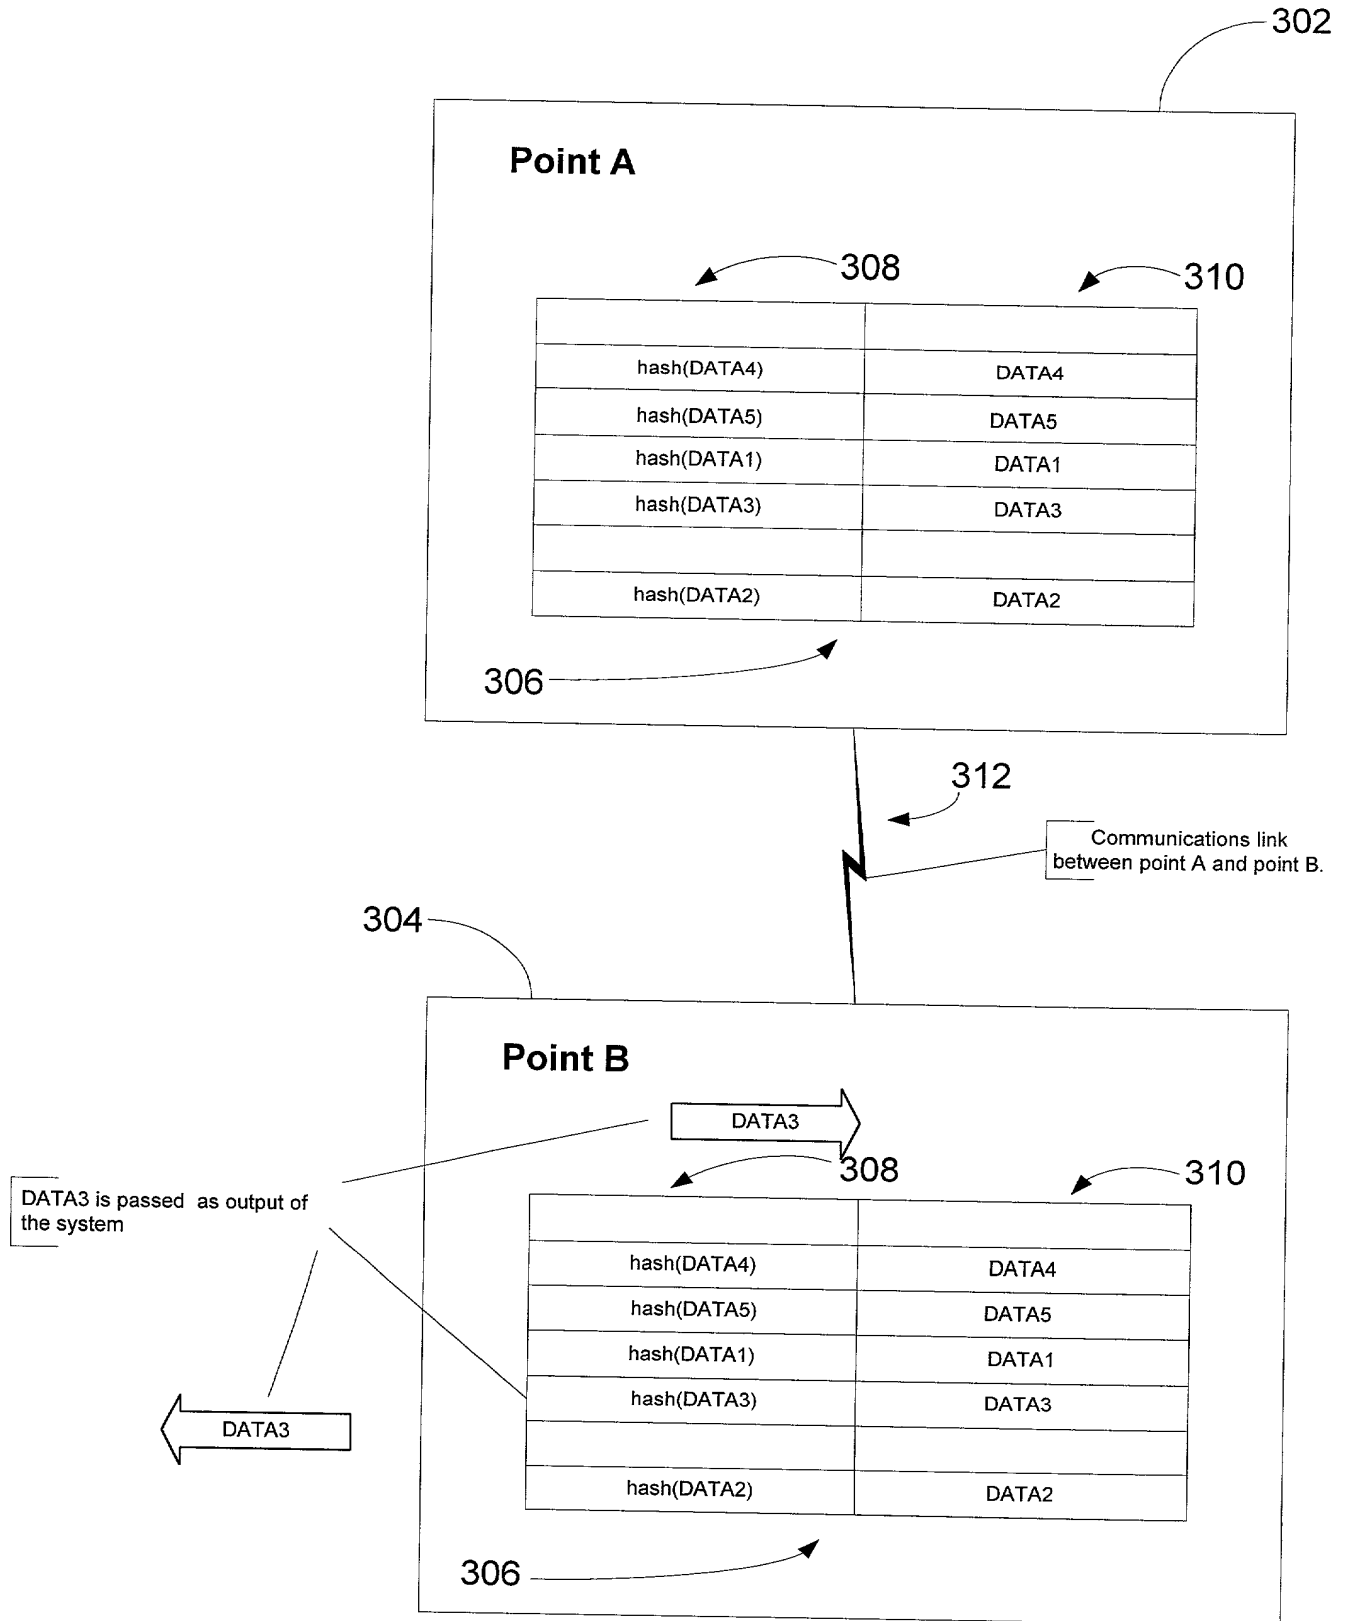 302
Point A
308
310
hash(DATA4) DATA4
hash(DATA5) DATA5
hash(DATA1) DATA1
hash(DATA3) DATA3
hash(DATA2) DATA2
306
312
Communications link
between point A and point B.
304
Point B
DATA3
308
310
DATA3 is passed as output of
the system
hash(DATA4) DATA4
hash(DATA5) DATA5
hash(DATA1) DATA1
hash(DATA3) DATA3
DATA3
hash(DATA2) DATA2
306